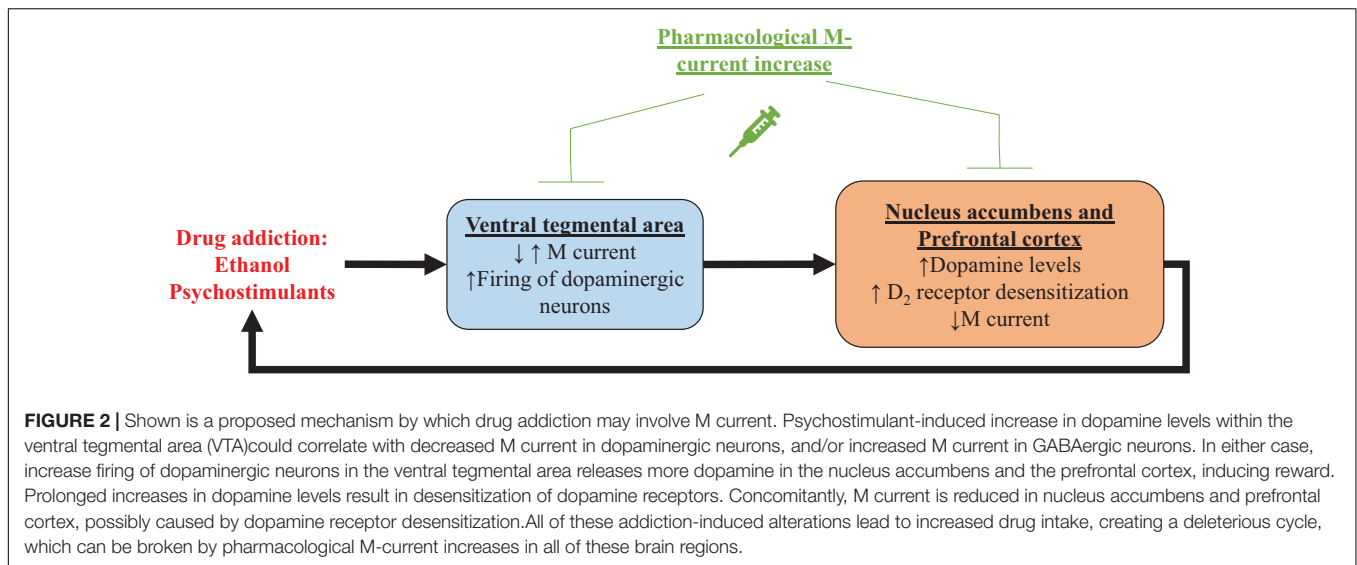 Pharmacological M-
current increase
Drug addiction:
Ethanol
Psychostimulants
Ventral tegmental area
↓ ↑ M current
↑Firing of dopaminergic
neurons
Nucleus accumbens and
Prefrontal cortex
↑Dopamine levels
↑ D₂ receptor desensitization
↓M current
FIGURE 2 | Shown is a proposed mechanism by which drug addiction may involve M current. Psychostimulant-induced increase in dopamine levels within the
ventral tegmental area (VTA)could correlate with decreased M current in dopaminergic neurons, and/or increased M current in GABAergic neurons. In either case,
increase firing of dopaminergic neurons in the ventral tegmental area releases more dopamine in the nucleus accumbens and the prefrontal cortex, inducing reward.
Prolonged increases in dopamine levels result in desensitization of dopamine receptors. Concomitantly, M current is reduced in nucleus accumbens and prefrontal
cortex, possibly caused by dopamine receptor desensitization.All of these addiction-induced alterations lead to increased drug intake, creating a deleterious cycle,
which can be broken by pharmacological M-current increases in all of these brain regions.